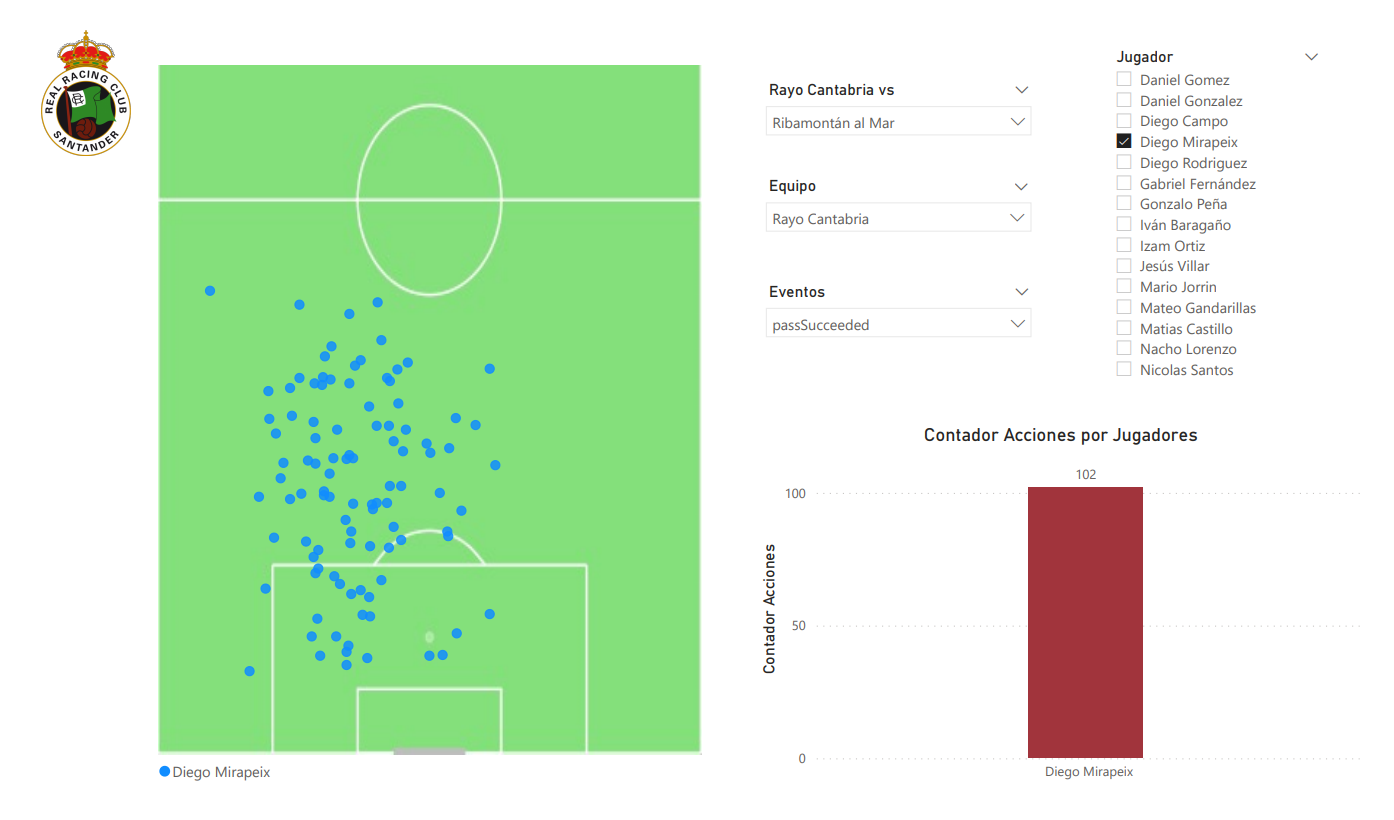 REAL RACING CLUB
SANTANDER
Rayo Cantabria vs
Ribamontán al Mar
Equipo
Rayo Cantabria
Eventos
passSucceeded
Jugador
Daniel Gomez
Daniel Gonzalez
Diego Campo
Diego Mirapeix
Diego Rodriguez
Gabriel Fernández
Gonzalo Peña
Iván Baragaño
Izam Ortiz
Jesús Villar
Mario Jorrin
Mateo Gandarillas
Matias Castillo
Nacho Lorenzo
Nicolas Santos
Contador Acciones por Jugadores
102
100
50
0
Contador Acciones
Diego Mirapeix
Diego Mirapeix